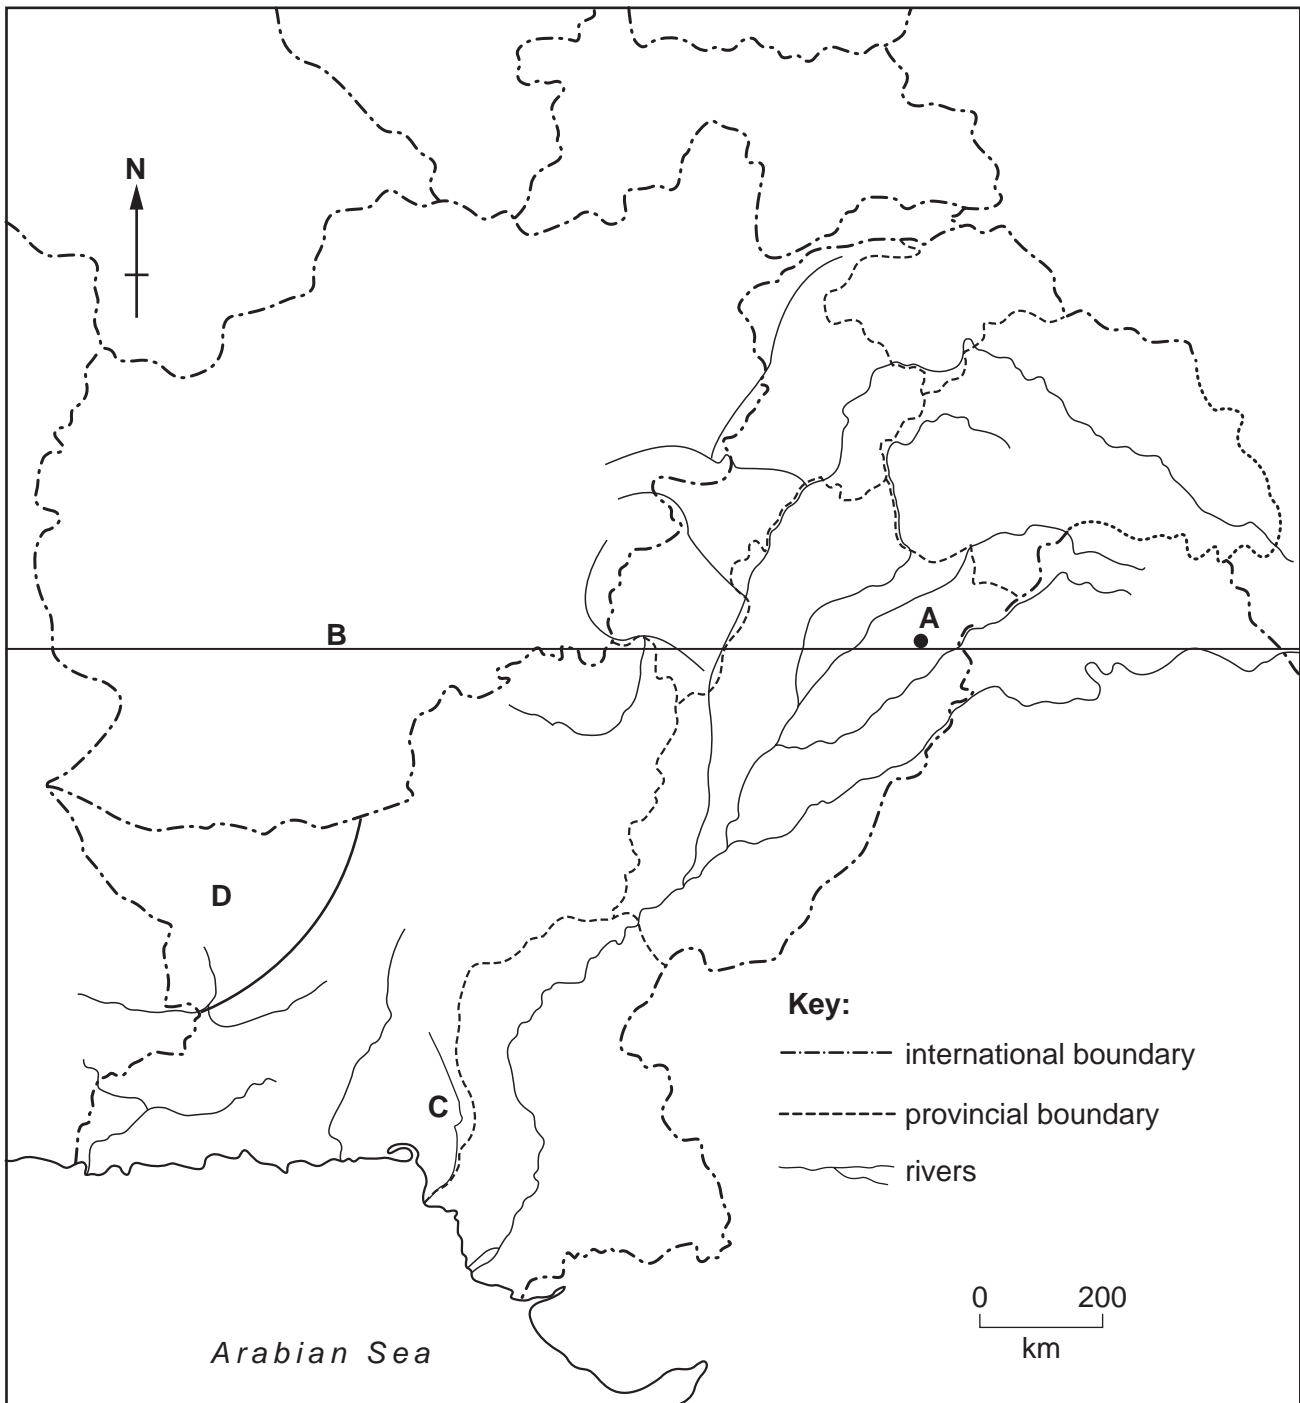 N
A
B
D
Key:
international boundary
C
provincial boundary
rivers
0 200
km
Arabian Sea